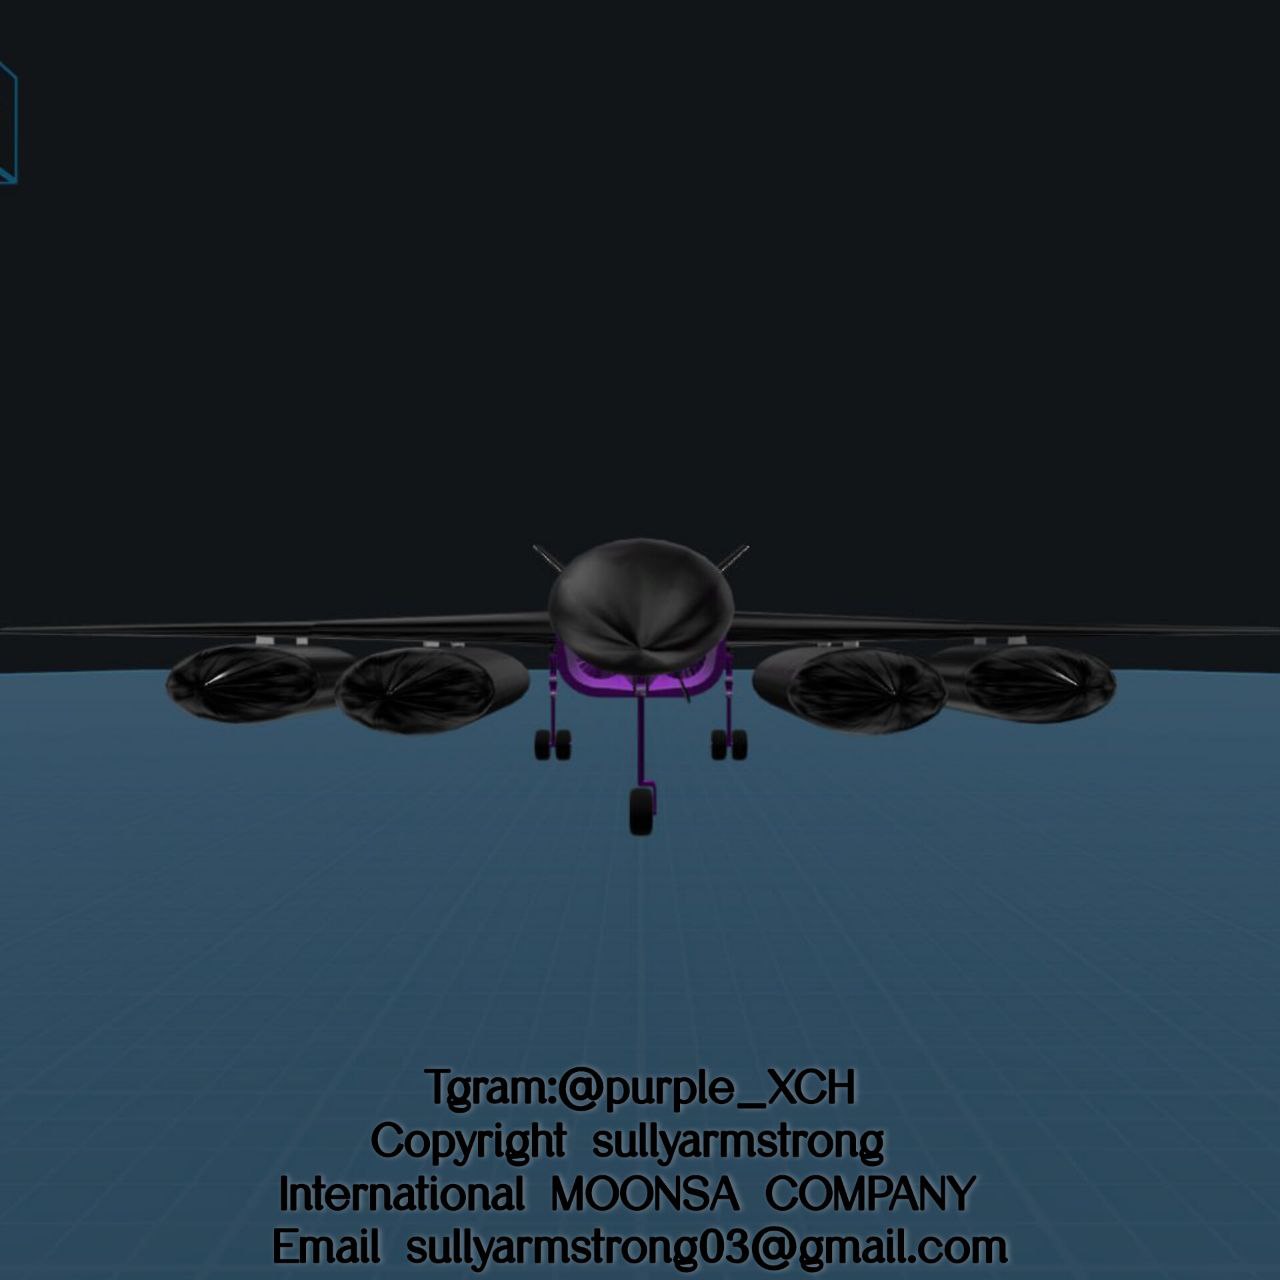 Tgram:@purple_XCH
Copyright sullyarmstrong
International MOONSA COMPANY
Email sullyarmstrong03@gmail.com